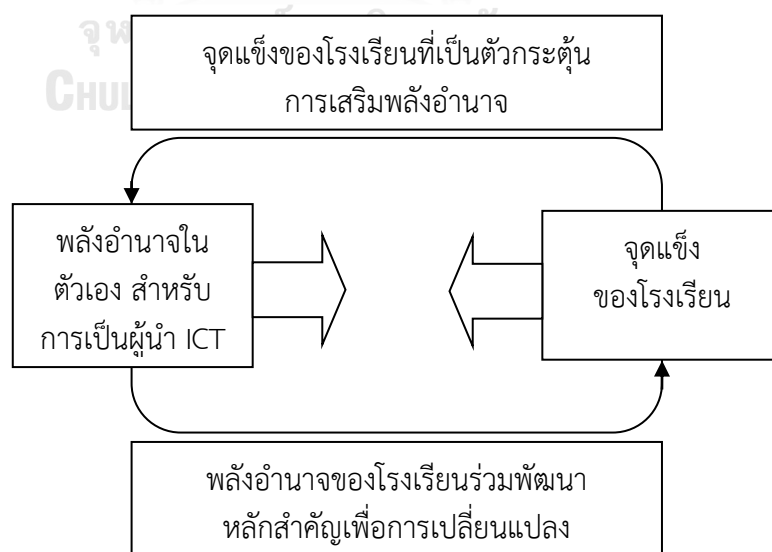 จุดแข็งของโรงเรียนที่เป็นตัวกระตุ้น
การเสริมพลังอำนาจ
พลังอำนาจใน
ตัวเอง สำหรับ
การเป็นผู้นำ ICT
จุดแข็ง
ของโรงเรียน
พลังอำนาจของโรงเรียนร่วมพัฒนา
หลักสำคัญเพื่อการเปลี่ยนแปลง